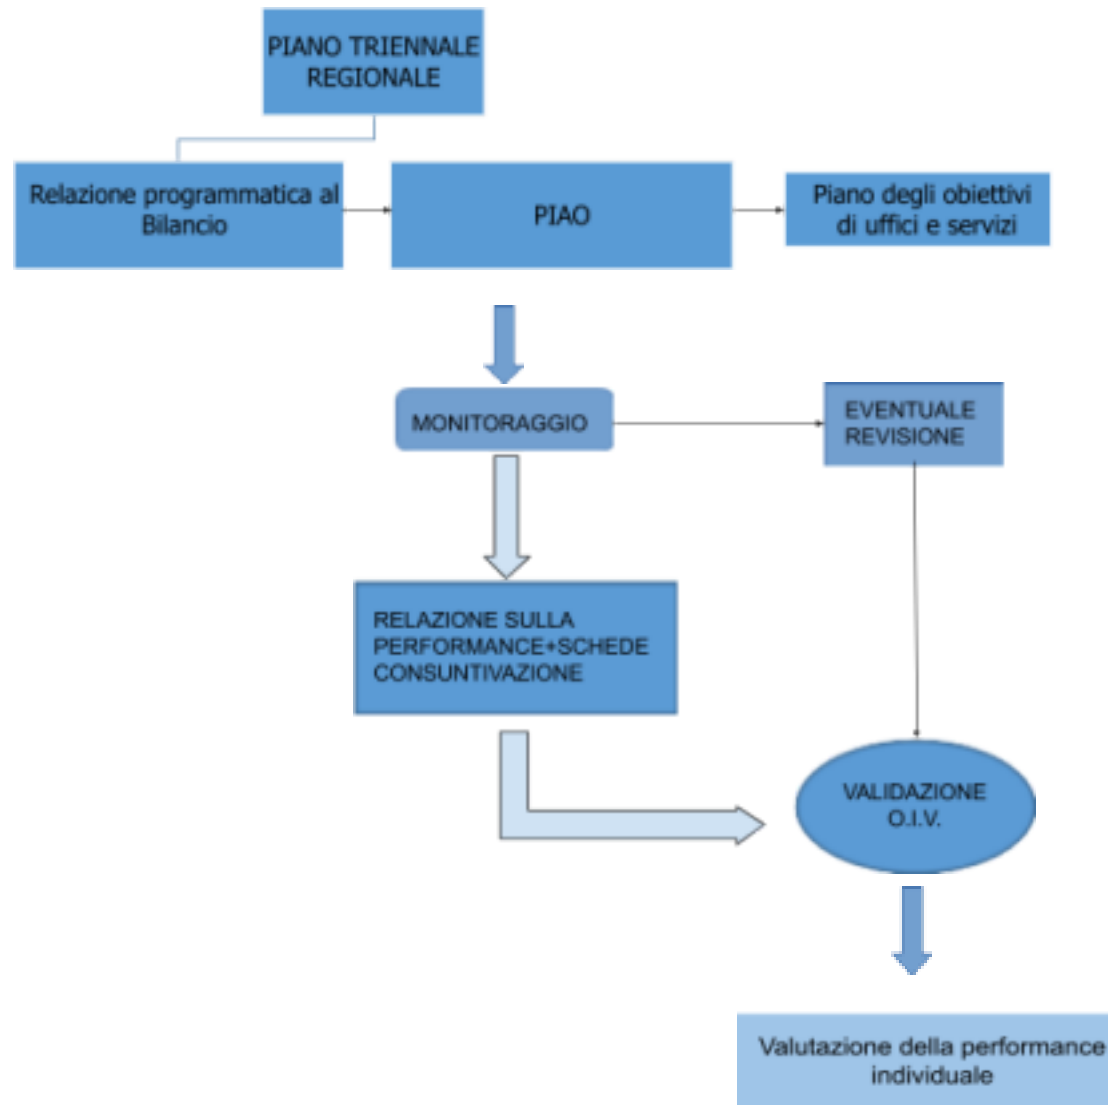 PIANO TRIENNALE
REGIONALE
Relazione programmatica al
Bilancio
PIAO
Piano degli obiettivi
di uffici e servizi
MONITORAGGIO
EVENTUALE
REVISIONE
RELAZIONE SULLA
PERFORMANCE+SCHEDE
CONSUNTIVAZIONE
VALIDAZIONE
O.I.V.
Valutazione della performance
individuale